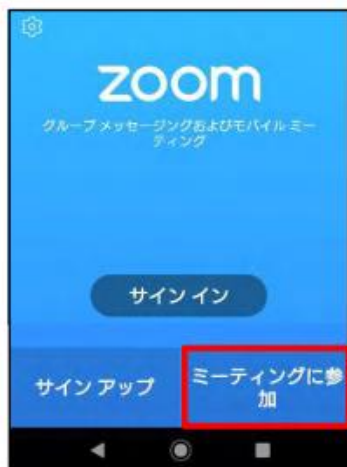 zoom
グループ メッセージングおよびモバイル ミー
ティング
サイン イン
サイン アップ
ミーティングに参
加